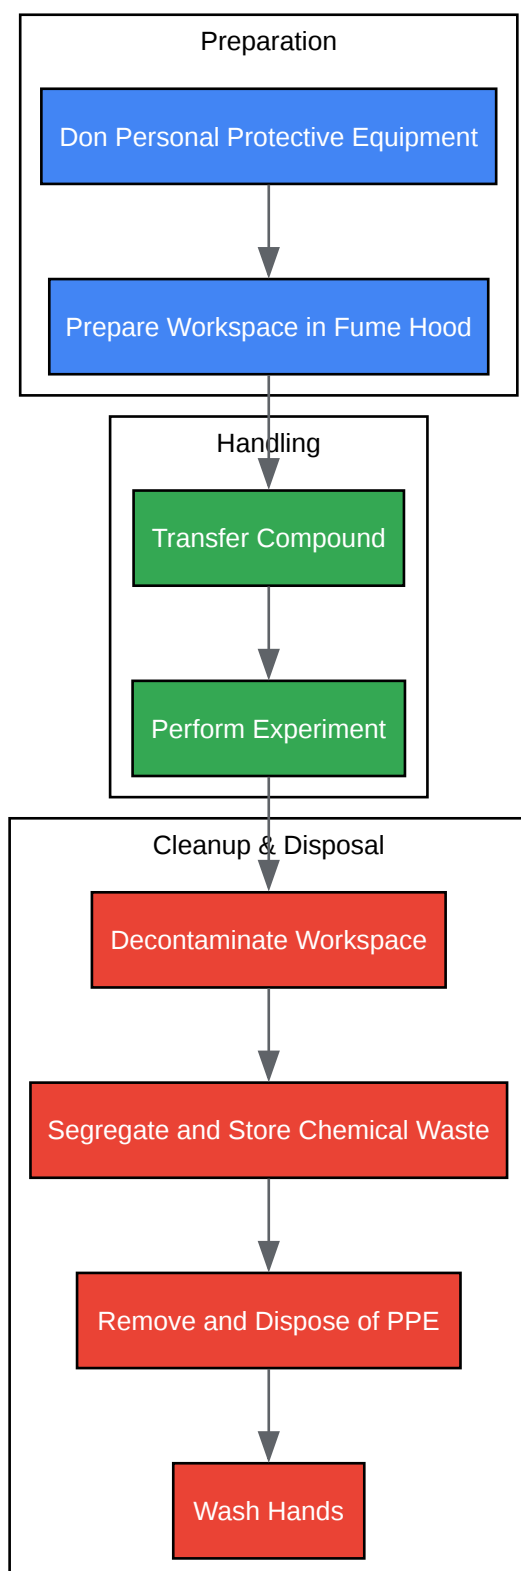 Preparation
Don Personal Protective Equipment
Prepare Workspace in Fume Hood
Handling
Transfer Compound
Perform Experiment
Cleanup & Disposal
Decontaminate Workspace
Segregate and Store Chemical Waste
Remove and Dispose of PPE
Wash Hands